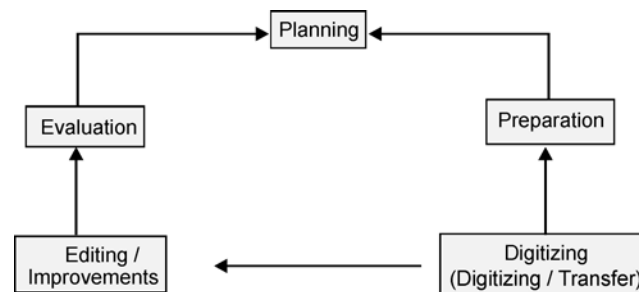 Planning
Evaluation
Preparation
Editing /
Improvements
Digitizing
(Digitizing / Transfer)